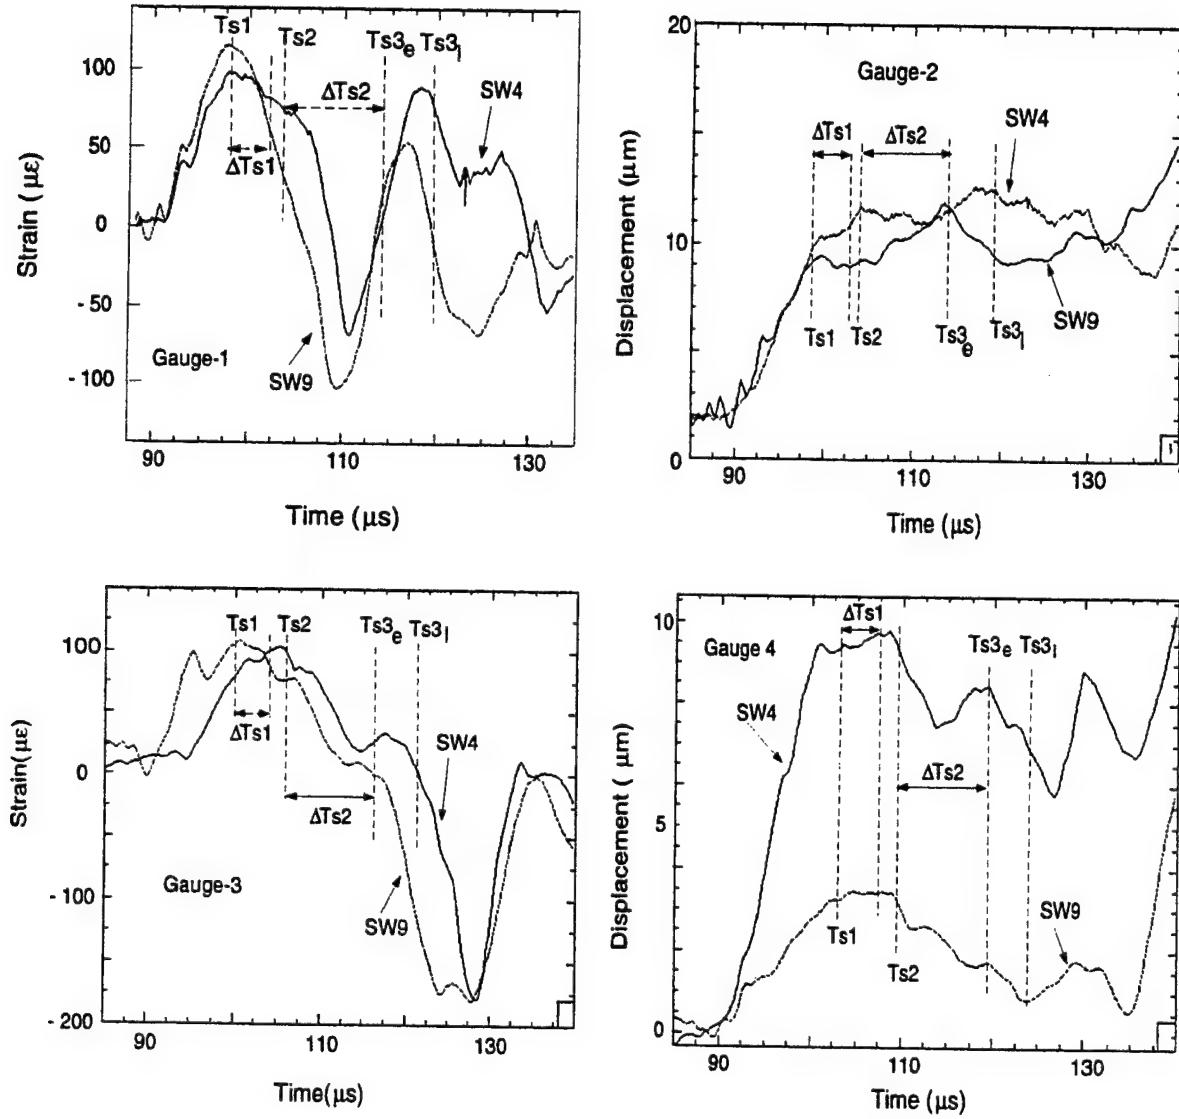 Ts1
Ts2
Ts3e
Ts3l
ΔTs2
ΔTs1
SW4
SW9
Gauge-1
100
50
0
- 50
- 100
Strain ( με)
90
110
130
Time (μs)
20
10
0
Displacement (μm)
Gauge-2
ΔTs1
ΔTs2
SW4
SW9
Ts1
Ts2
Ts3e
Ts3l
90
110
130
Time (μs)
100
0
- 100
- 200
Strain(με)
Ts1
Ts2
Ts3e
Ts3l
ΔTs1
ΔTs2
SW4
SW9
Gauge-3
90
110
130
Time(μs)
10
5
0
Displacement ( μm)
Gauge 4
ΔTs1
Ts3e
Ts3l
SW4
ΔTs2
SW9
Ts1
Ts2
90
110
130
Time (μs)